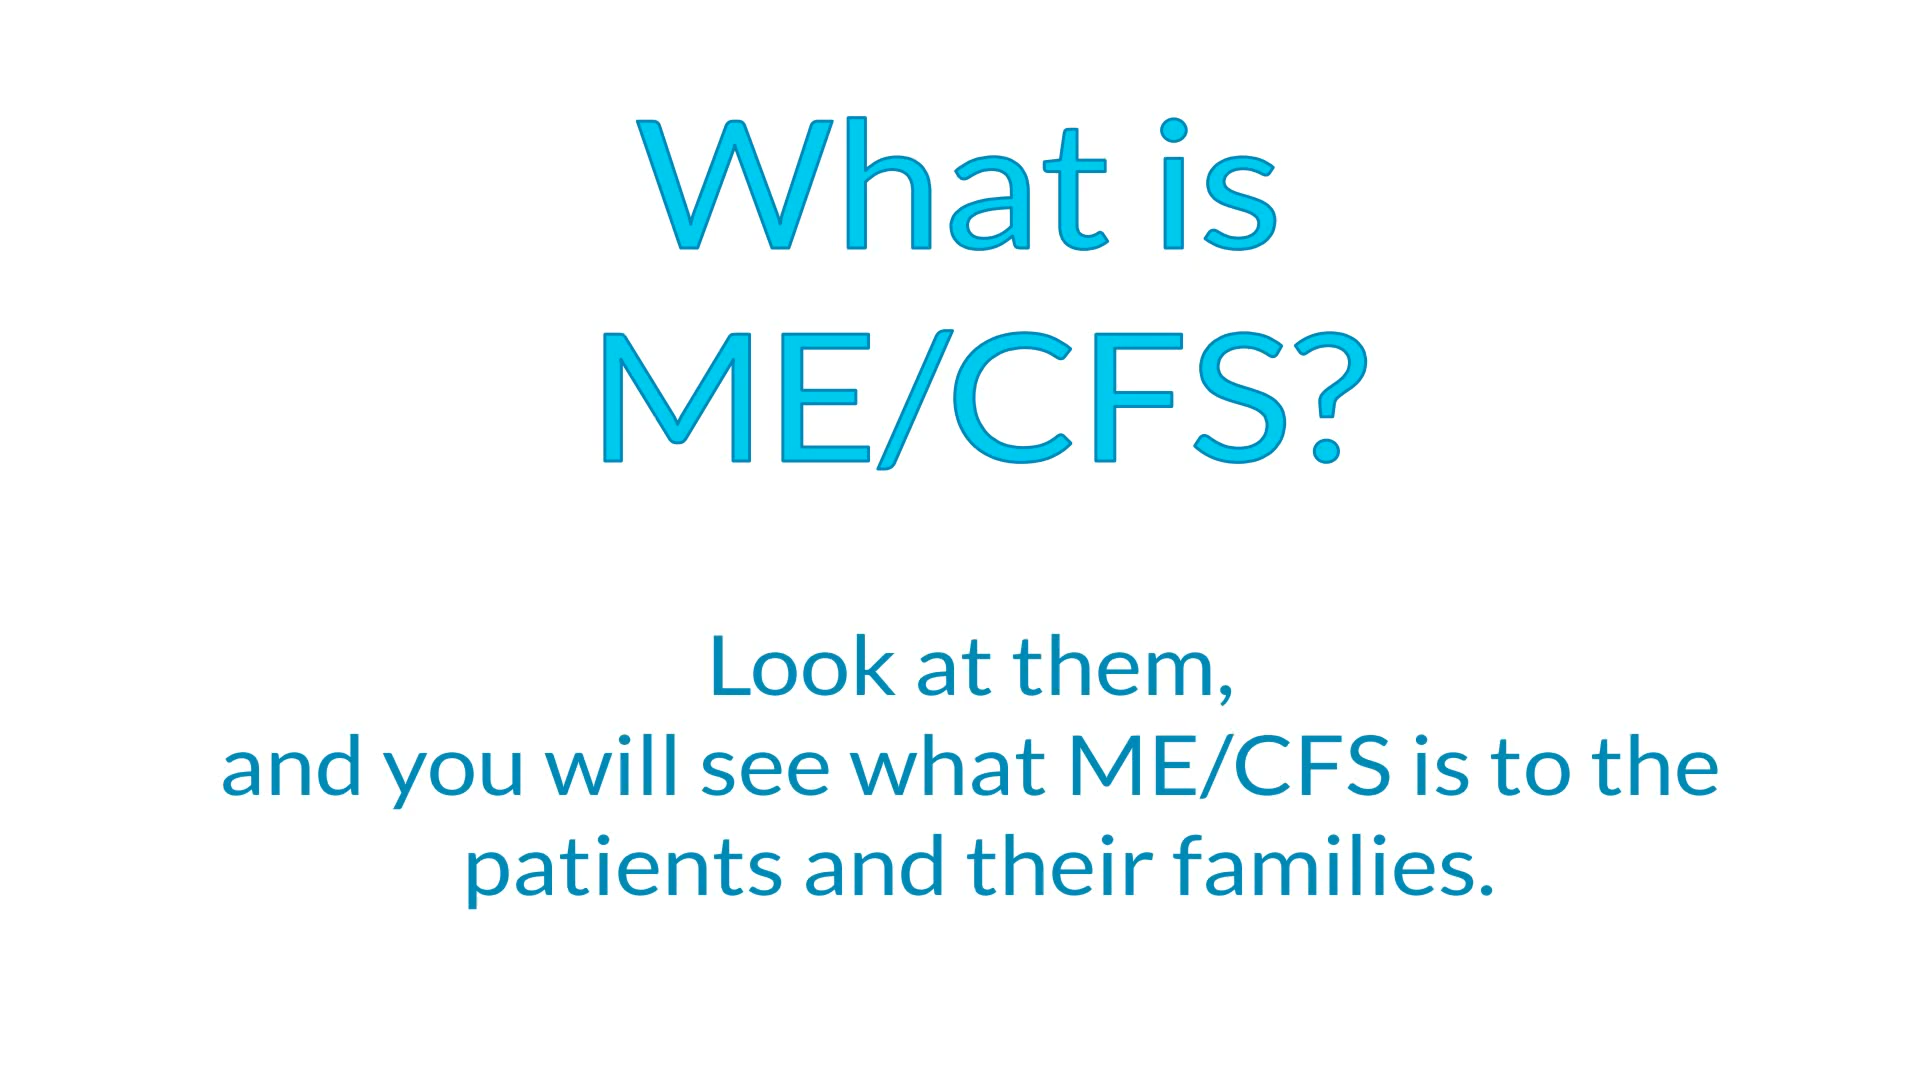 What is
ME/CFS?
Look at them,
and you will see what ME/CFS is to the
patients and their families.